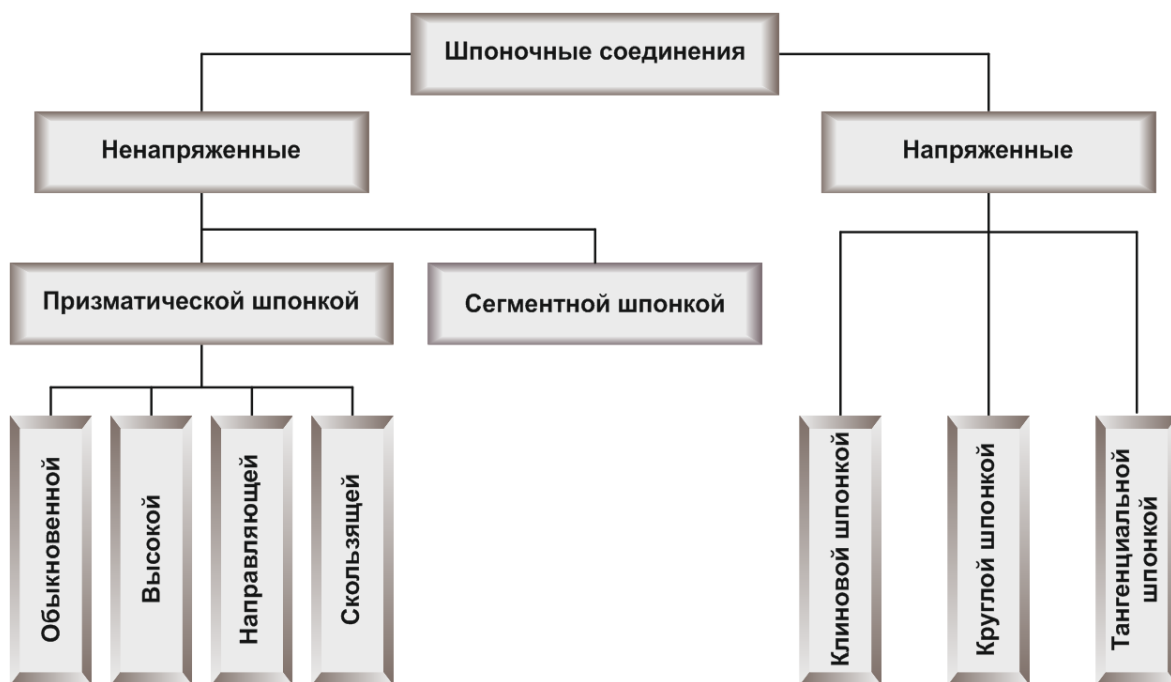 Шпоночные соединения
Ненапряженные
Напряженные
Призматической шпонкой
Сегментной шпонкой
Обыкновенной
Высокой
Направляющей
Скользящей
Клиновой шпонкой
Круглой шпонкой
Тангенциальной
шпонкой